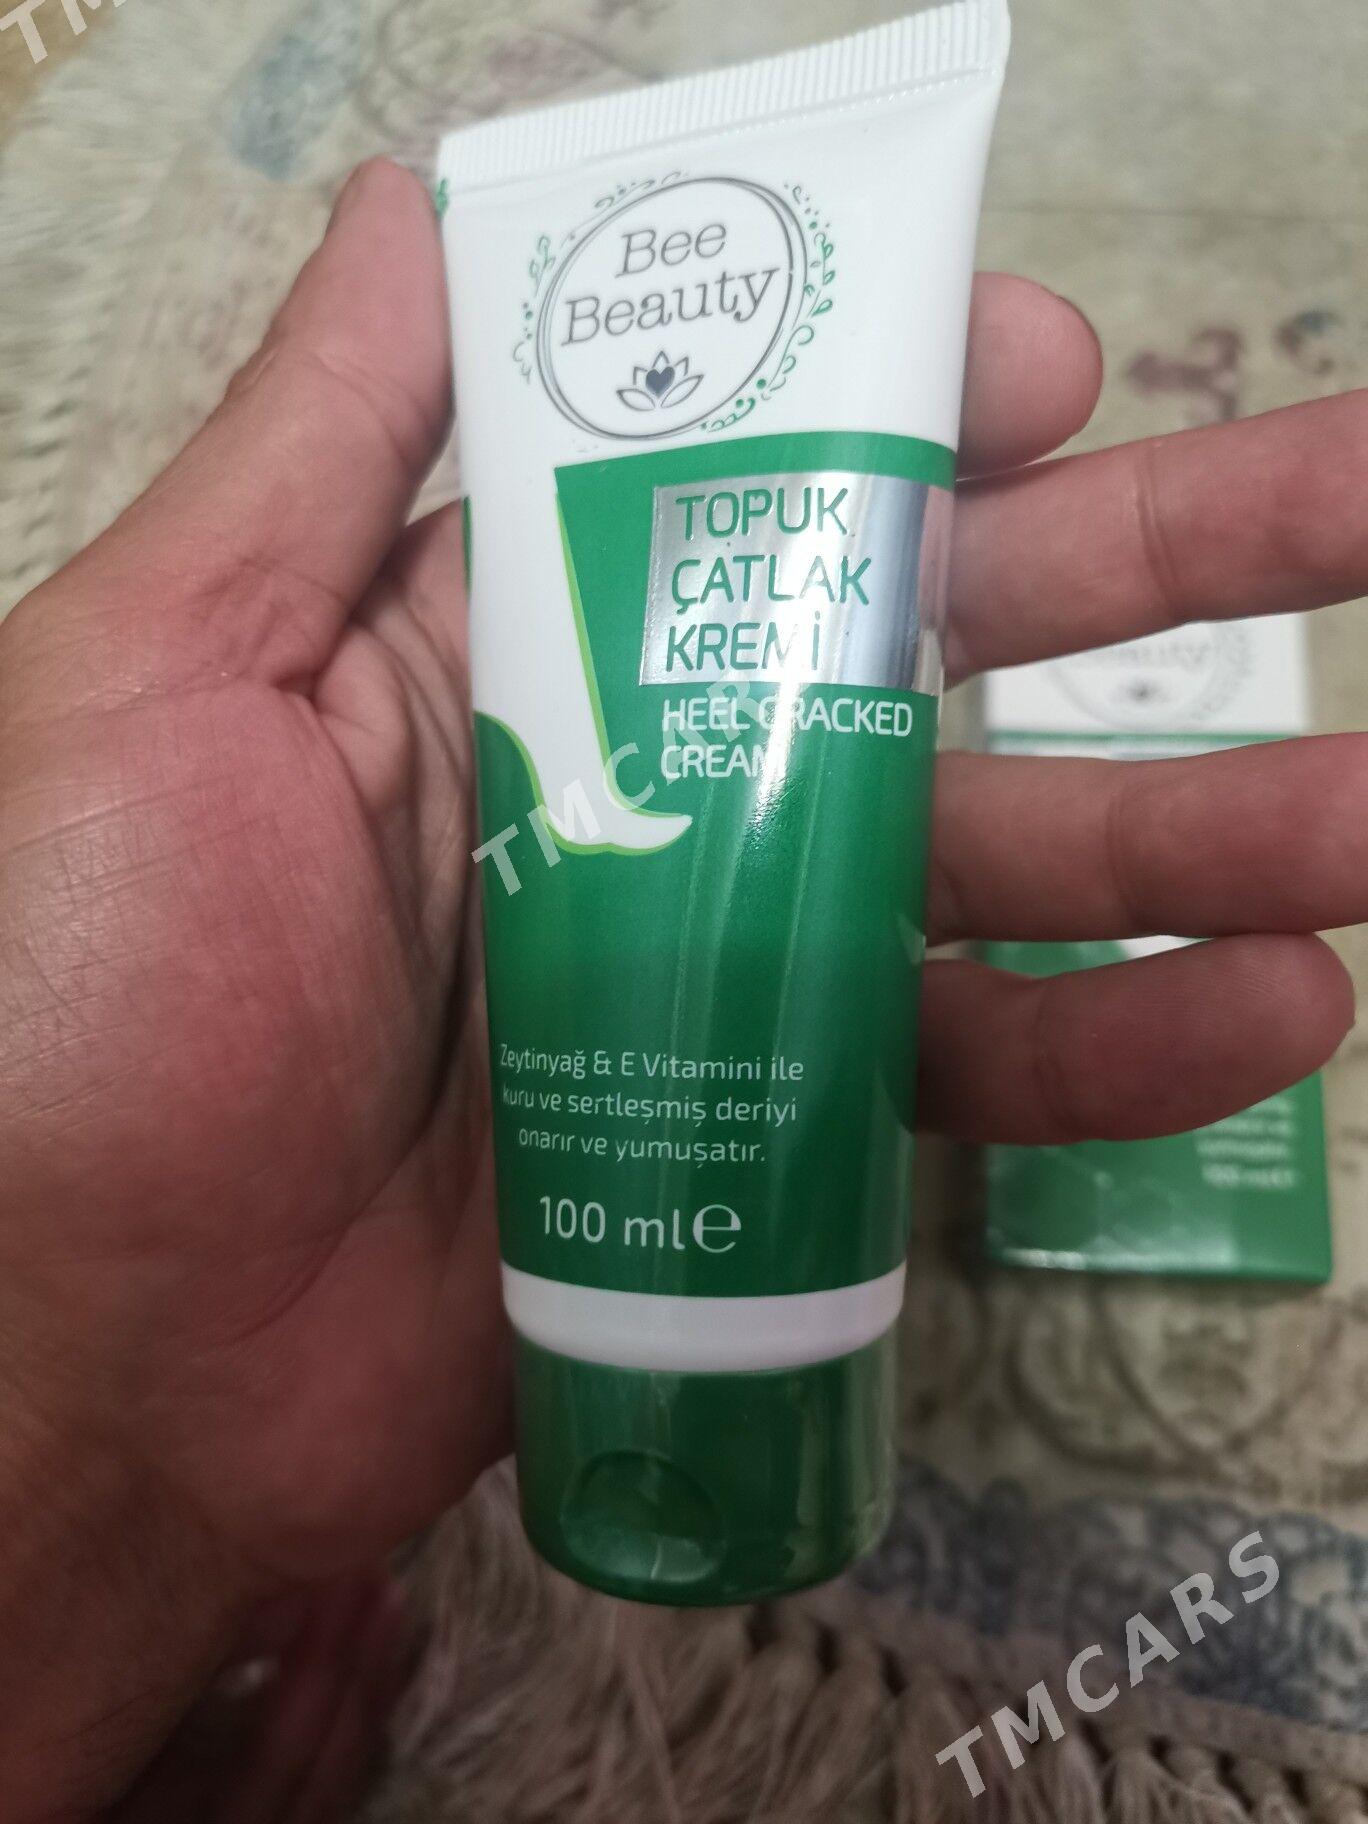 TM
Bee
Beauty
TOPUK
ÇATLAK
KREMİ
HEEL CRACKED
CREAM
TMCARS
Zeytinyağ & E Vitamini ile
kuru ve sertleşmiş deriyi
onarır ve yumuşatır.
100 ml e
TMCARS